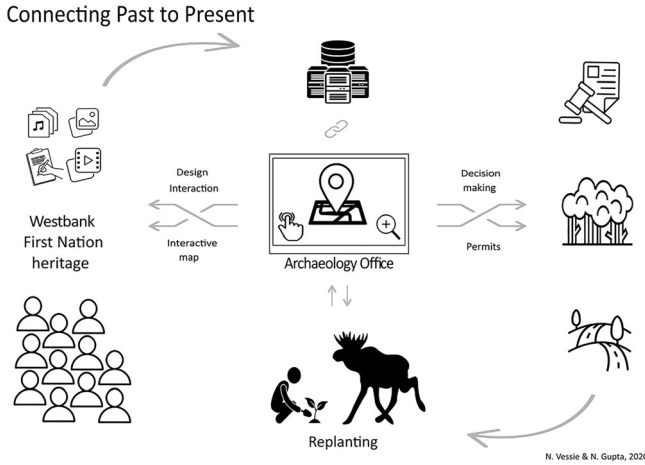 Connecting Past to Present
Design
Interaction
Interactive
map
Westbank
First Nation
heritage
Archaeology Office
Decision
making
Permits
Replanting
N. Vessie & N. Gupta, 2020